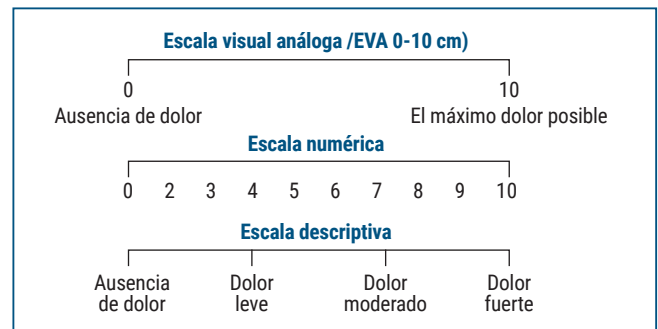 Escala visual análoga /EVA 0-10 cm)
0 10
Ausencia de dolor El máximo dolor posible
Escala numérica
0 2 3 4 5 6 7 8 9 10
Escala descriptiva
Ausencia Dolor Dolor Dolor
de dolor leve moderado fuerte